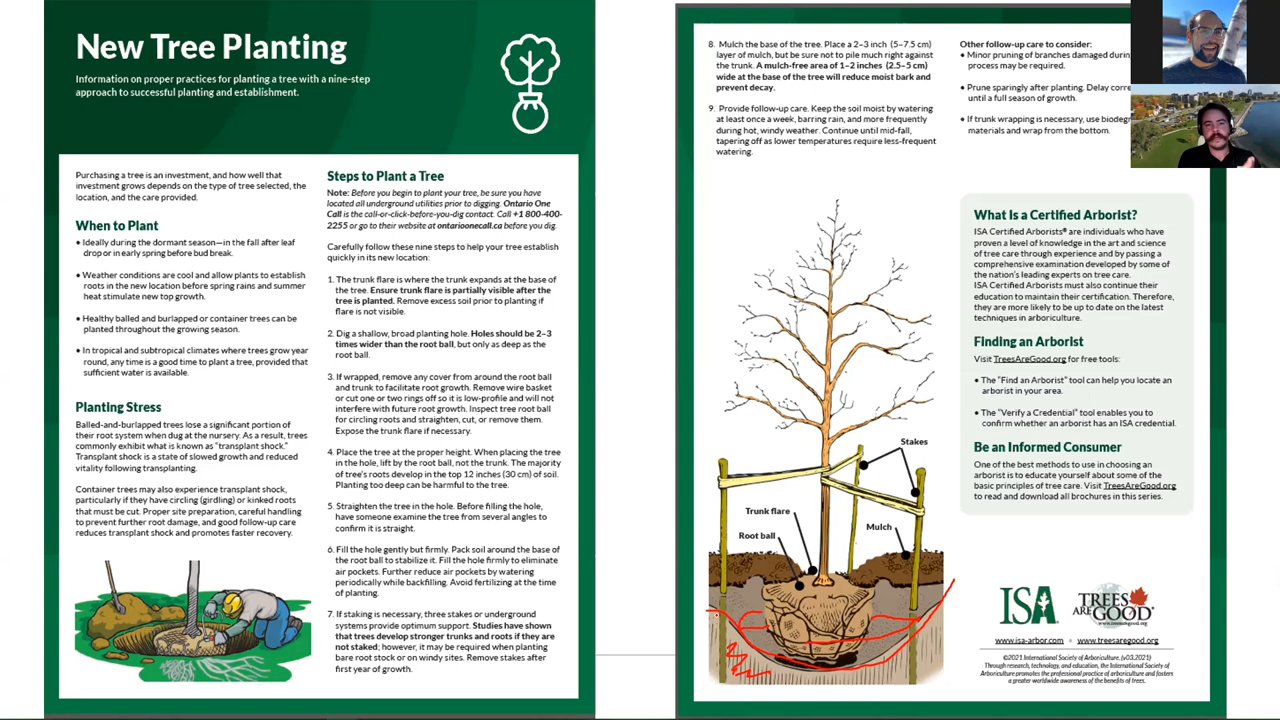 New Tree Planting
Information on proper practices for planting a tree with a nine-step
approach to successful planting and establishment.
Purchasing a tree is an investment, and how well that
investment grows depends on the type of tree selected, the
location, and the care provided.
When to Plant
• Ideally during the dormant season—in the fall after leaf
drop or in early spring before bud break.
• Weather conditions are cool and allow plants to establish
roots in the new location before spring rains and summer
heat stimulate new top growth.
• Healthy balled and burlapped or container trees can be
planted throughout the growing season.
• In tropical and subtropical climates where trees grow year
round, any time is a good time to plant a tree, provided that
sufficient water is available.
Planting Stress
Balled-and-burlapped trees lose a significant portion of
their root system when dug at the nursery. As a result, trees
commonly exhibit what is known as "transplant shock."
Transplant shock is a state of slowed growth and reduced
vitality following transplanting.
Container trees may also experience transplant shock,
particularly if they have circling (girdling) or kinked roots
that must be cut. Proper site preparation, careful handling
to prevent further root damage, and good follow-up care
reduces transplant shock and promotes faster recovery.
Steps to Plant a Tree
Note: Before you begin to plant your tree, be sure you have
located all underground utilities prior to digging. Ontario One
Call is the call-or-click-before-you-dig contact. Call +1 800-400-
2255 or go to their website at ontarioonecall.ca before you dig.
Carefully follow these nine steps to help your tree establish
quickly in its new location:
1. The trunk flare is where the trunk expands at the base of
the tree. Ensure trunk flare is partially visible after the
tree is planted. Remove excess soil prior to planting if
flare is not visible.
2. Dig a shallow, broad planting hole. Holes should be 2–3
times wider than the root ball, but only as deep as the
root ball.
3. If wrapped, remove any cover from around the root ball
and trunk to facilitate root growth. Remove wire basket
or cut one or two rings off so it is low-profile and will not
interfere with future root growth. Inspect tree root ball
for circling roots and straighten, cut, or remove them.
Expose the trunk flare if necessary.
4. Place the tree at the proper height. When placing the tree
in the hole, lift by the root ball, not the trunk. The majority
of tree's roots develop in the top 12 inches (30 cm) of soil.
Planting too deep can be harmful to the tree.
5. Straighten the tree in the hole. Before filling the hole,
have someone examine the tree from several angles to
confirm it is straight.
6. Fill the hole gently but firmly. Pack soil around the base of
the root ball to stabilize it. Fill the hole firmly to eliminate
air pockets. Further reduce air pockets by watering
periodically while backfilling. Avoid fertilizing at the time
of planting.
7. If staking is necessary, three stakes or underground
systems provide optimum support. Studies have shown
that trees develop stronger trunks and roots if they are
not staked; however, it may be required when planting
bare root stock or on windy sites. Remove stakes after
first year of growth.
8. Mulch the base of the tree. Place a 2–3 inch (5–7.5 cm)
layer of mulch, but be sure not to pile much right against
the trunk. A mulch-free area of 1–2 inches (2.5–5 cm)
wide at the base of the tree will reduce moist bark and
prevent decay.
9. Provide follow-up care. Keep the soil moist by watering
at least once a week, barring rain, and more frequently
during hot, windy weather. Continue until mid-fall,
tapering off as lower temperatures require less-frequent
watering.
Other follow-up care to consider:
• Minor pruning of branches damaged
process may be required.
• Prune sparingly after planting. Delay
until a full season of growth.
• If trunk wrapping is necessary, use
materials and wrap from the bottom.
Stakes
Trunk flare
Root ball
Mulch
What Is a Certified Arborist?
ISA Certified Arborists® are individuals who have
proven a level of knowledge in the art and science
of tree care through experience and by passing a
comprehensive examination developed by some of
the nation's leading experts on tree care.
ISA Certified Arborists must also continue their
education to maintain their certification. Therefore,
they are more likely to be up to date on the latest
techniques in arboriculture.
Finding an Arborist
Visit TreesAreGood.org for free tools:
• The "Find an Arborist" tool can help you locate an
arborist in your area.
• The "Verify a Credential" tool enables you to
confirm whether an arborist has an ISA credential.
Be an Informed Consumer
One of the best methods to use in choosing an
arborist is to educate yourself about some of the
basic principles of tree care. Visit TreesAreGood.org
to read and download all brochures in this series.
ISA
TREES
ARE GOOD
www.treesaregood.org
www.isa-arbor.com • www.treesaregood.org
©2021 International Society of Arboriculture. (v03.2021)
Through research, technology, and education, the International Society of
Arboriculture promotes the professional practice of arboriculture and fosters
a greater worldwide awareness of the benefits of trees.